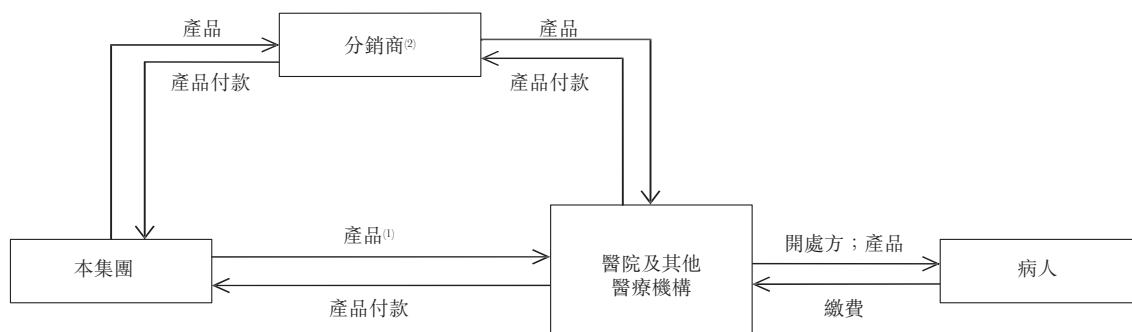 產品
分銷商(2)
產品
產品付款
產品付款
產品(1)
本集團
醫院及其他
醫療機構
開處方；產品
病人
產品付款
繳費